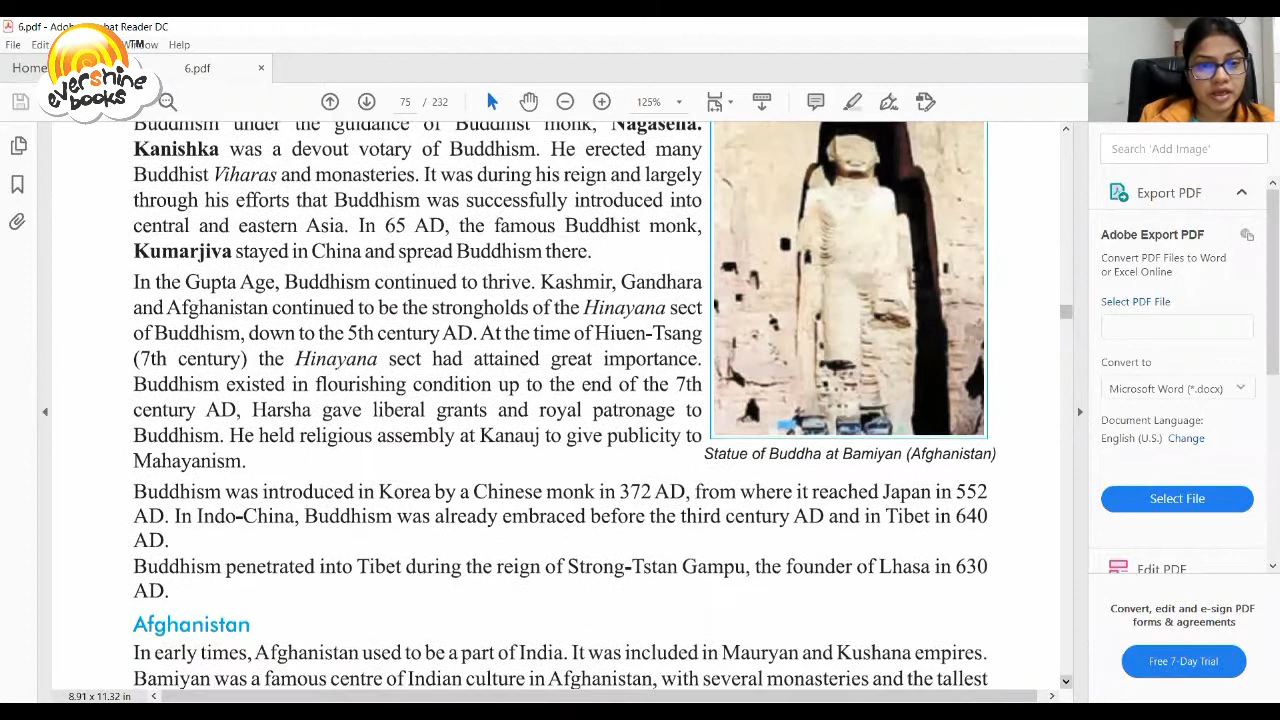 6.pdf - Adobe Acrobat Reader DC
File Edit Window Help
Home
6.pdf ×
evershine
books
TM
75 / 232
125%
Buddhism under the guidance of Buddhist monk, Nagasena.
Kanishka was a devout votary of Buddhism. He erected many
Buddhist Viharas and monasteries. It was during his reign and largely
through his efforts that Buddhism was successfully introduced into
central and eastern Asia. In 65 AD, the famous Buddhist monk,
Kumarjiva stayed in China and spread Buddhism there.
In the Gupta Age, Buddhism continued to thrive. Kashmir, Gandhara
and Afghanistan continued to be the strongholds of the Hinayana sect
of Buddhism, down to the 5th century AD. At the time of Hiuen-Tsang
(7th century) the Hinayana sect had attained great importance.
Buddhism existed in flourishing condition up to the end of the 7th
century AD, Harsha gave liberal grants and royal patronage to
Buddhism. He held religious assembly at Kanauj to give publicity to
Mahayanism.
Statue of Buddha at Bamiyan (Afghanistan)
Buddhism was introduced in Korea by a Chinese monk in 372 AD, from where it reached Japan in 552
AD. In Indo-China, Buddhism was already embraced before the third century AD and in Tibet in 640
AD.
Buddhism penetrated into Tibet during the reign of Strong-Tstan Gampu, the founder of Lhasa in 630
AD.
Afghanistan
In early times, Afghanistan used to be a part of India. It was included in Mauryan and Kushana empires.
Bamiyan was a famous centre of Indian culture in Afghanistan, with several monasteries and the tallest
8.91 x 11.32 in
Search 'Add Image'
Export PDF
Adobe Export PDF
Convert PDF Files to Word
or Excel Online
Select PDF File
Convert to
Microsoft Word (*.docx)
Document Language:
English (U.S.) Change
Select File
Edit PDF
Convert, edit and e-sign PDF
forms & agreements
Free 7-Day Trial